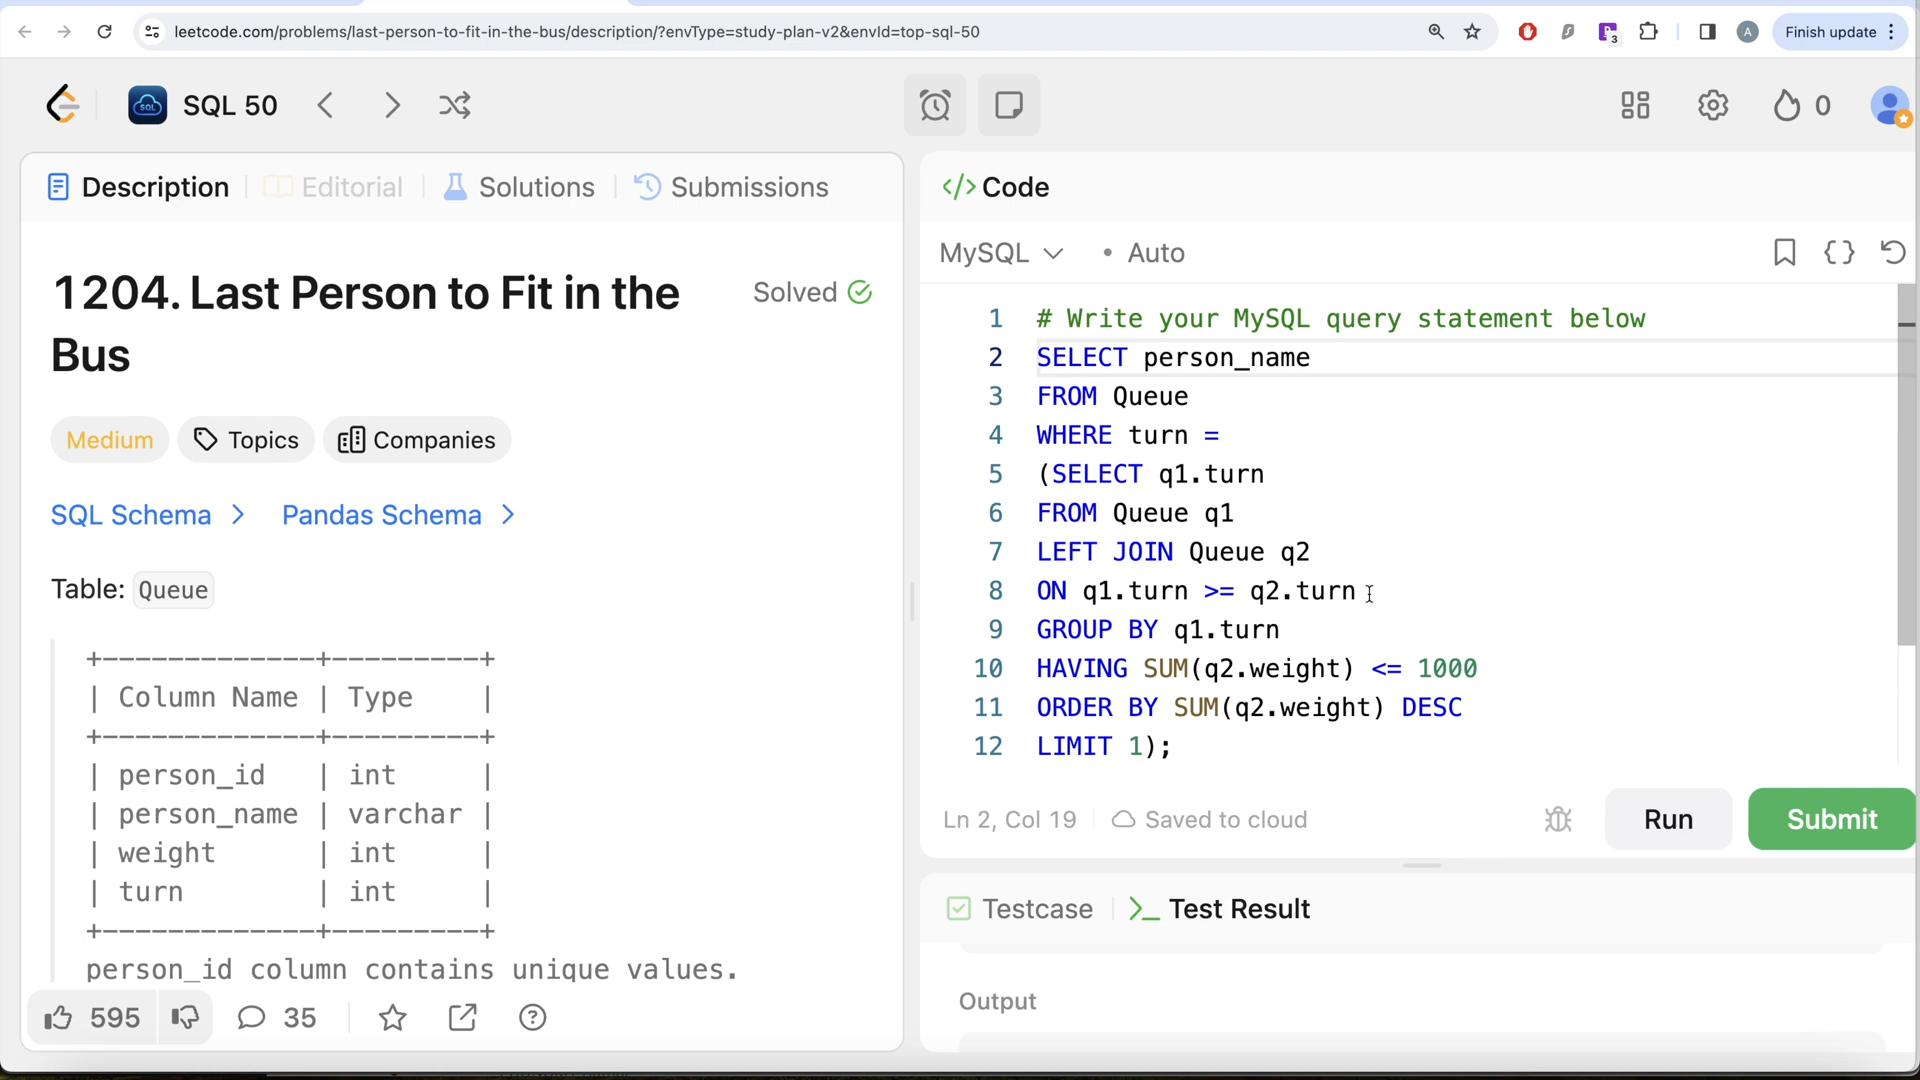 leetcode.com/problems/last-person-to-fit-in-the-bus/description/?envType=study-plan-v2&envId=top-sql-50
3
A
Finish update
SQL
SQL 50
0
Description
Editorial
Solutions
Submissions
1204. Last Person to Fit in the
Bus
Solved
Medium
Topics
Companies
SQL Schema >
Pandas Schema >
Table: Queue
+-------------+---------+
| Column Name | Type    |
+-------------+---------+
| person_id   | int     |
| person_name | varchar |
| weight      | int     |
| turn        | int     |
+-------------+---------+
person_id column contains unique values.
595
35
</> Code
MySQL
• Auto
{}
1 # Write your MySQL query statement below
2 SELECT person_name
3 FROM Queue
4 WHERE turn =
5 (SELECT q1.turn
6 FROM Queue q1
7 LEFT JOIN Queue q2
8 ON q1.turn >= q2.turn
9 GROUP BY q1.turn
10 HAVING SUM(q2.weight) <= 1000
11 ORDER BY SUM(q2.weight) DESC
12 LIMIT 1);
Ln 2, Col 19
Saved to cloud
Run
Submit
Testcase
>_ Test Result
Output